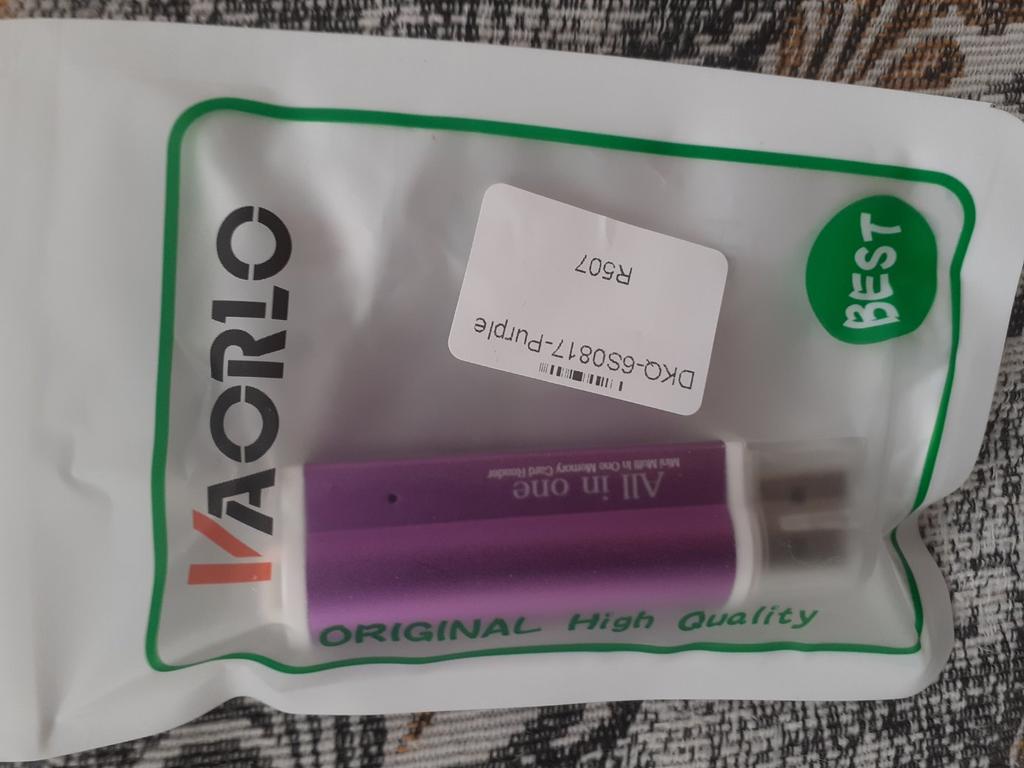 VAORLO
BEST
DKQ-6S0817-Purple
R507
All in one
Mini Multi In One Memory Card Reader
ORIGINAL High Quality